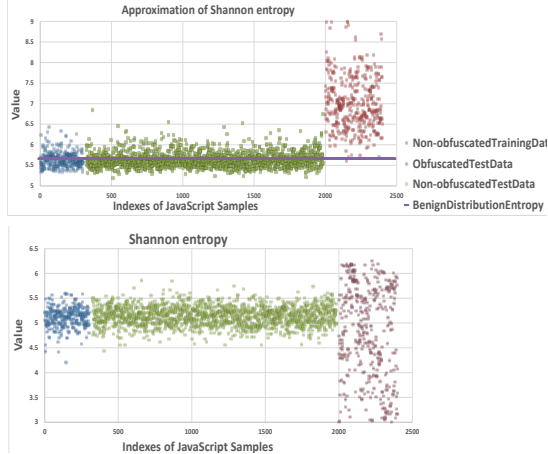 Approximation of Shannon entropy
9
8.5
8
7.5
7
6.5
6
5.5
5
Value
0
500
1000
1500
2000
2500
Indexes of JavaScript Samples
Non-obfuscatedTrainingDat
ObfuscatedTestData
Non-obfuscatedTestData
BenignDistributionEntropy
Shannon entropy
6.5
6
5.5
5
4.5
4
3.5
3
Value
0
500
1000
1500
2000
2500
Indexes of JavaScript Samples